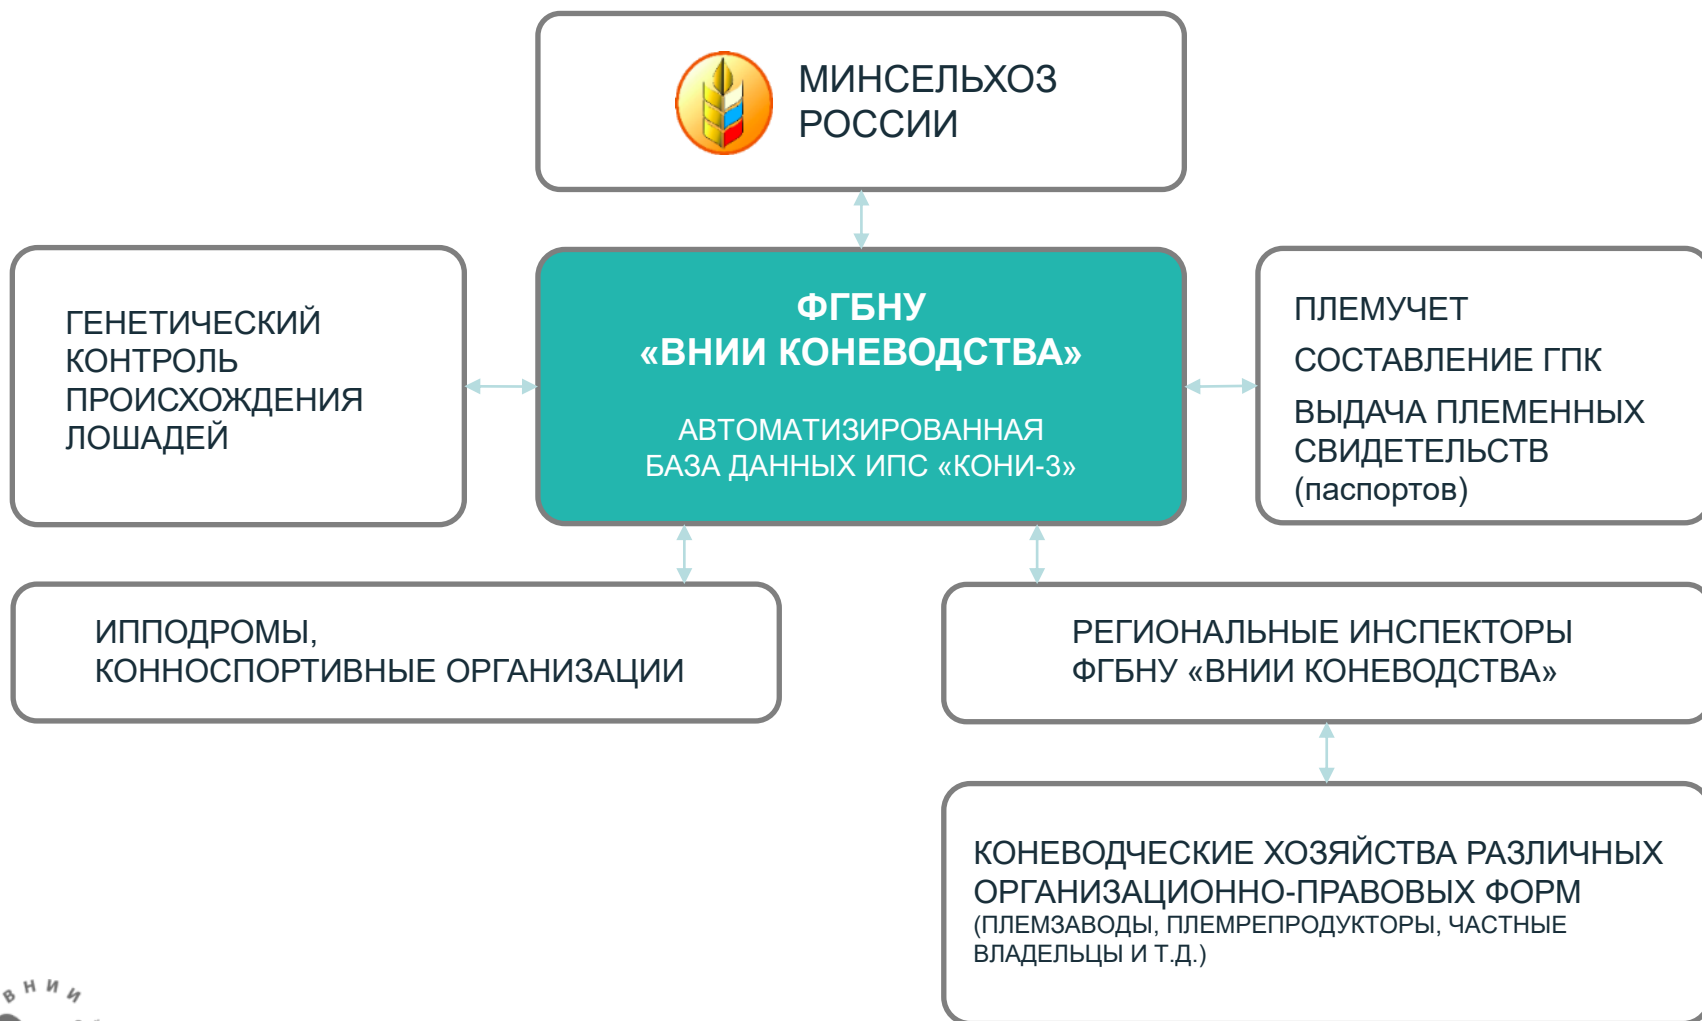 МИНСЕЛЬХОЗ
РОССИИ
ГЕНЕТИЧЕСКИЙ
КОНТРОЛЬ
ПРОИСХОЖДЕНИЯ
ЛОШАДЕЙ
ФГБНУ
«ВНИИ КОНЕВОДСТВА»
АВТОМАТИЗИРОВАННАЯ
БАЗА ДАННЫХ ИПС «КОНИ-3»
ПЛЕМУЧЕТ
СОСТАВЛЕНИЕ ГПК
ВЫДАЧА ПЛЕМЕННЫХ
СВИДЕТЕЛЬСТВ
(паспортов)
ИППОДРОМЫ,
КОННОСПОРТИВНЫЕ ОРГАНИЗАЦИИ
РЕГИОНАЛЬНЫЕ ИНСПЕКТОРЫ
ФГБНУ «ВНИИ КОНЕВОДСТВА»
КОНЕВОДЧЕСКИЕ ХОЗЯЙСТВА РАЗЛИЧНЫХ
ОРГАНИЗАЦИОННО-ПРАВОВЫХ ФОРМ
(ПЛЕМЗАВОДЫ, ПЛЕМРЕПРОДУКТОРЫ, ЧАСТНЫЕ
ВЛАДЕЛЬЦЫ И Т.Д.)
ВНИИ